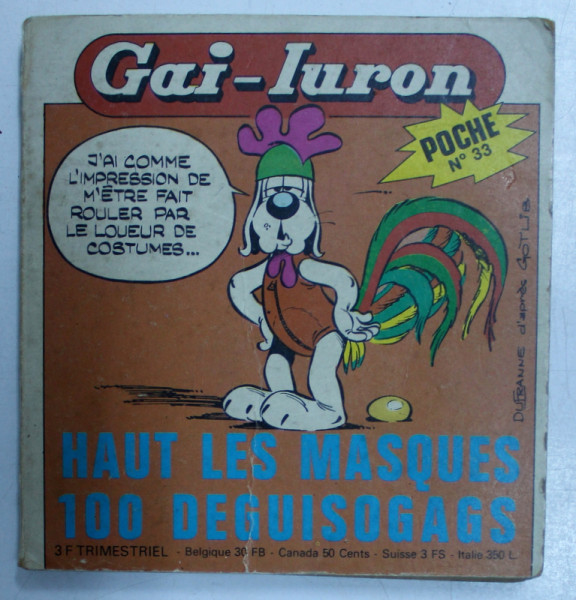 Gai-Luron
POCHE
N° 33
J'AI COMME
L'IMPRESSION DE
M'ÊTRE FAIT
ROULER PAR
LE LOUEUR DE
COSTUMES...
DUFRANNE d'après GOTLIB
HAUT LES MASQUES
100 DEGUISOGAGS
3 F TRIMESTRIEL - Belgique 30 FB - Canada 50 Cents - Suisse 3 FS - Italie 350 L.